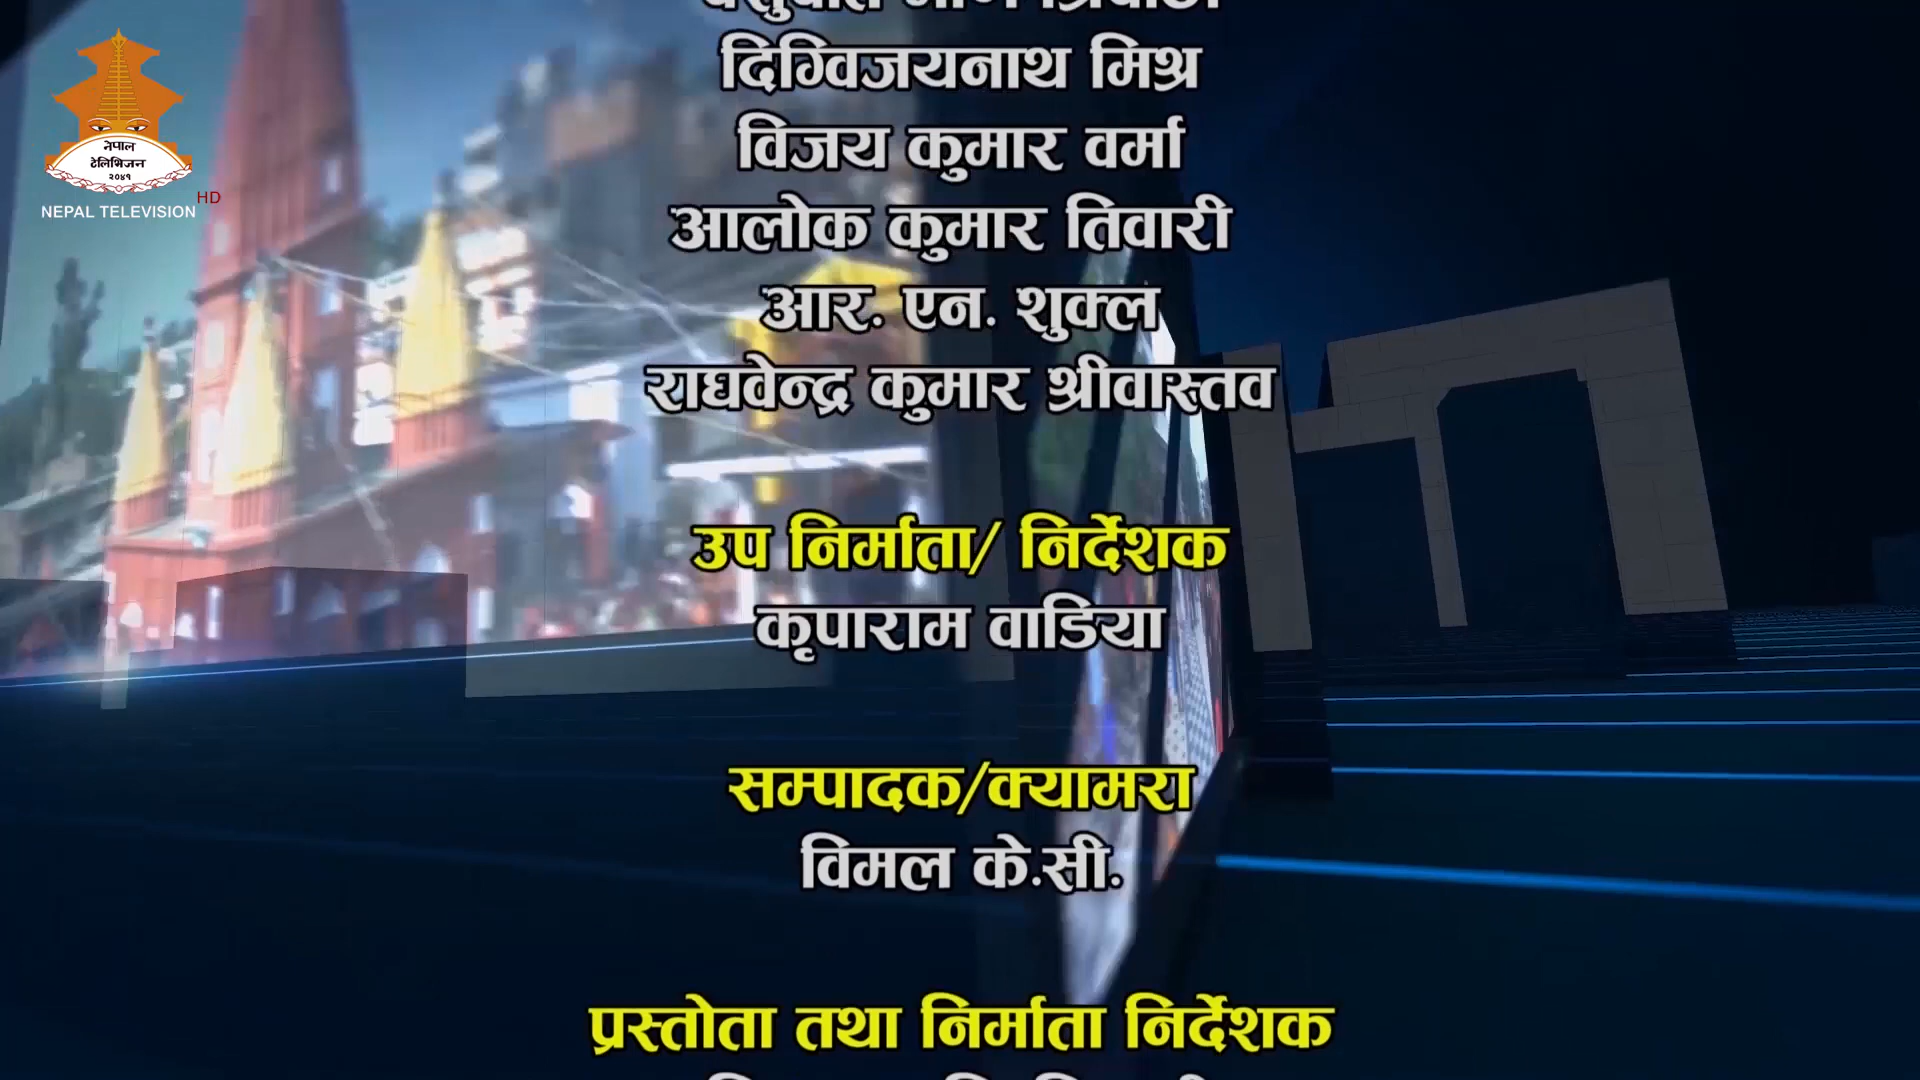 नेपाल
टेलिभिजन
२०४१
HD
NEPAL TELEVISION
दिग्विजयनाथ मिश्र
विजय कुमार वर्मा
आलोक कुमार तिवारी
आर. एन. शुक्ल
राघवेन्द्र कुमार श्रीवास्तव
उप निर्माता/ निर्देशक
कृपाराम वाडिया
सम्पादक/क्यामरा
विमल के.सी.
प्रस्तोता तथा निर्माता निर्देशक